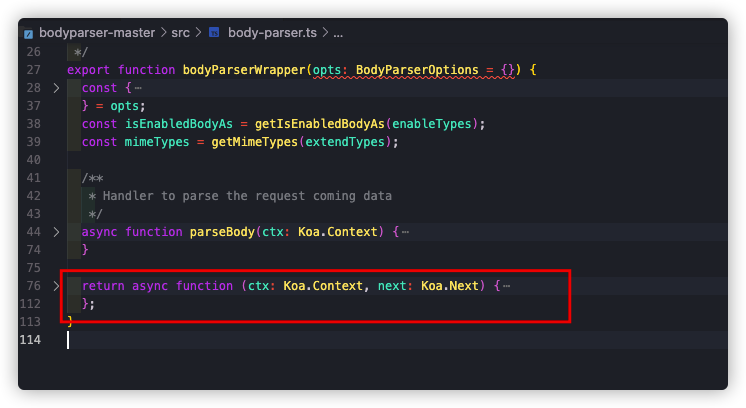 bodyparser-master > src > TS body-parser.ts > ...
26 */
27 export function bodyParserWrapper(opts: BodyParserOptions = {}) {
28 const {⋯
37 } = opts;
38 const isEnabledBodyAs = getIsEnabledBodyAs(enableTypes);
39 const mimeTypes = getMimeTypes(extendTypes);
40
41 /**
42 * Handler to parse the request coming data
43 */
44 async function parseBody(ctx: Koa.Context) {⋯
74 }
75
76 return async function (ctx: Koa.Context, next: Koa.Next) {⋯
112 };
113 }
114